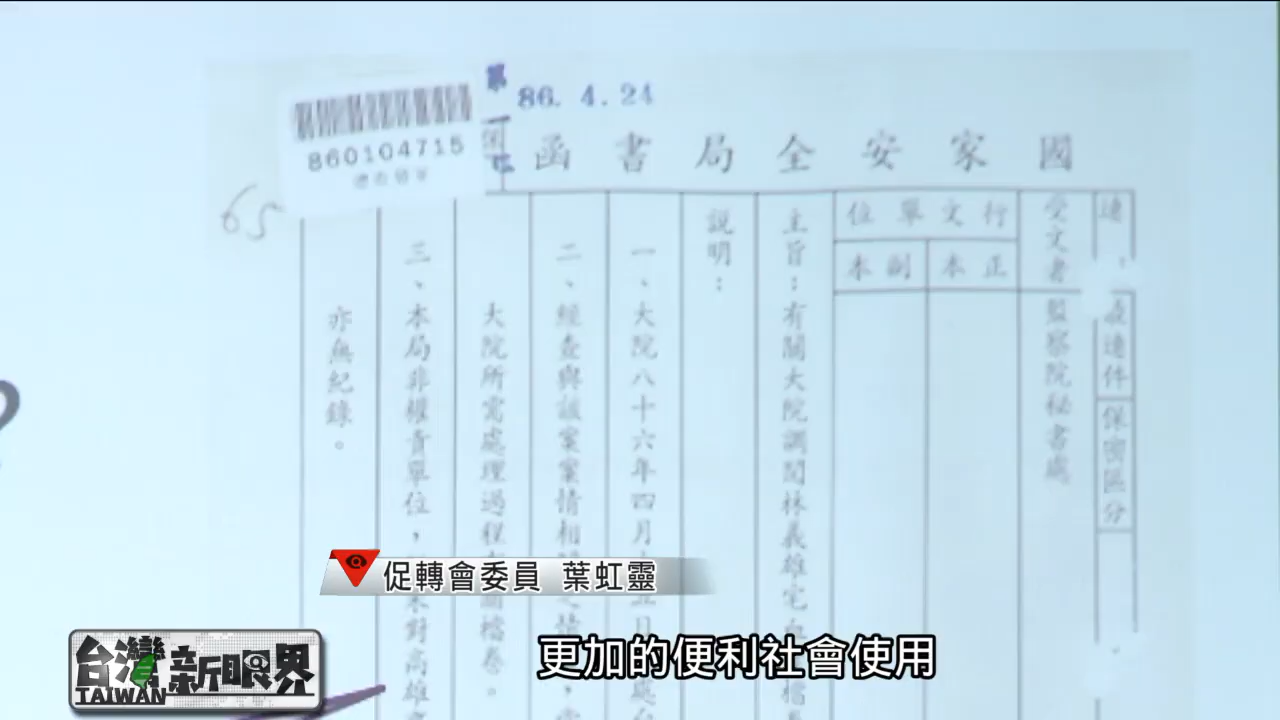 86. 4. 24
860104715
65
國家安全局書函
速
最速件
保密區分
受文者
監察院秘書處
行文單位
正本
副本
主旨：有關大院調閱林義雄宅血
說明：
一、大院八十六年四月
二、經查與該案案情相
大院所需處理過程
檔卷。
三、本局非權責單位，
對高雄
亦無紀錄。
促轉會委員 葉虹靈
更加的便利社會使用
台灣新眼界
TAIWAN